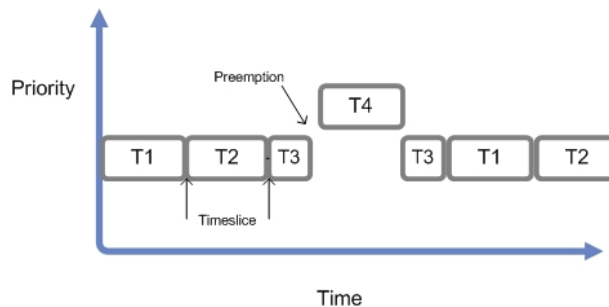 Preemption
Priority
T4
T1
T2
T3
T3
T1
T2
Timeslice
Time